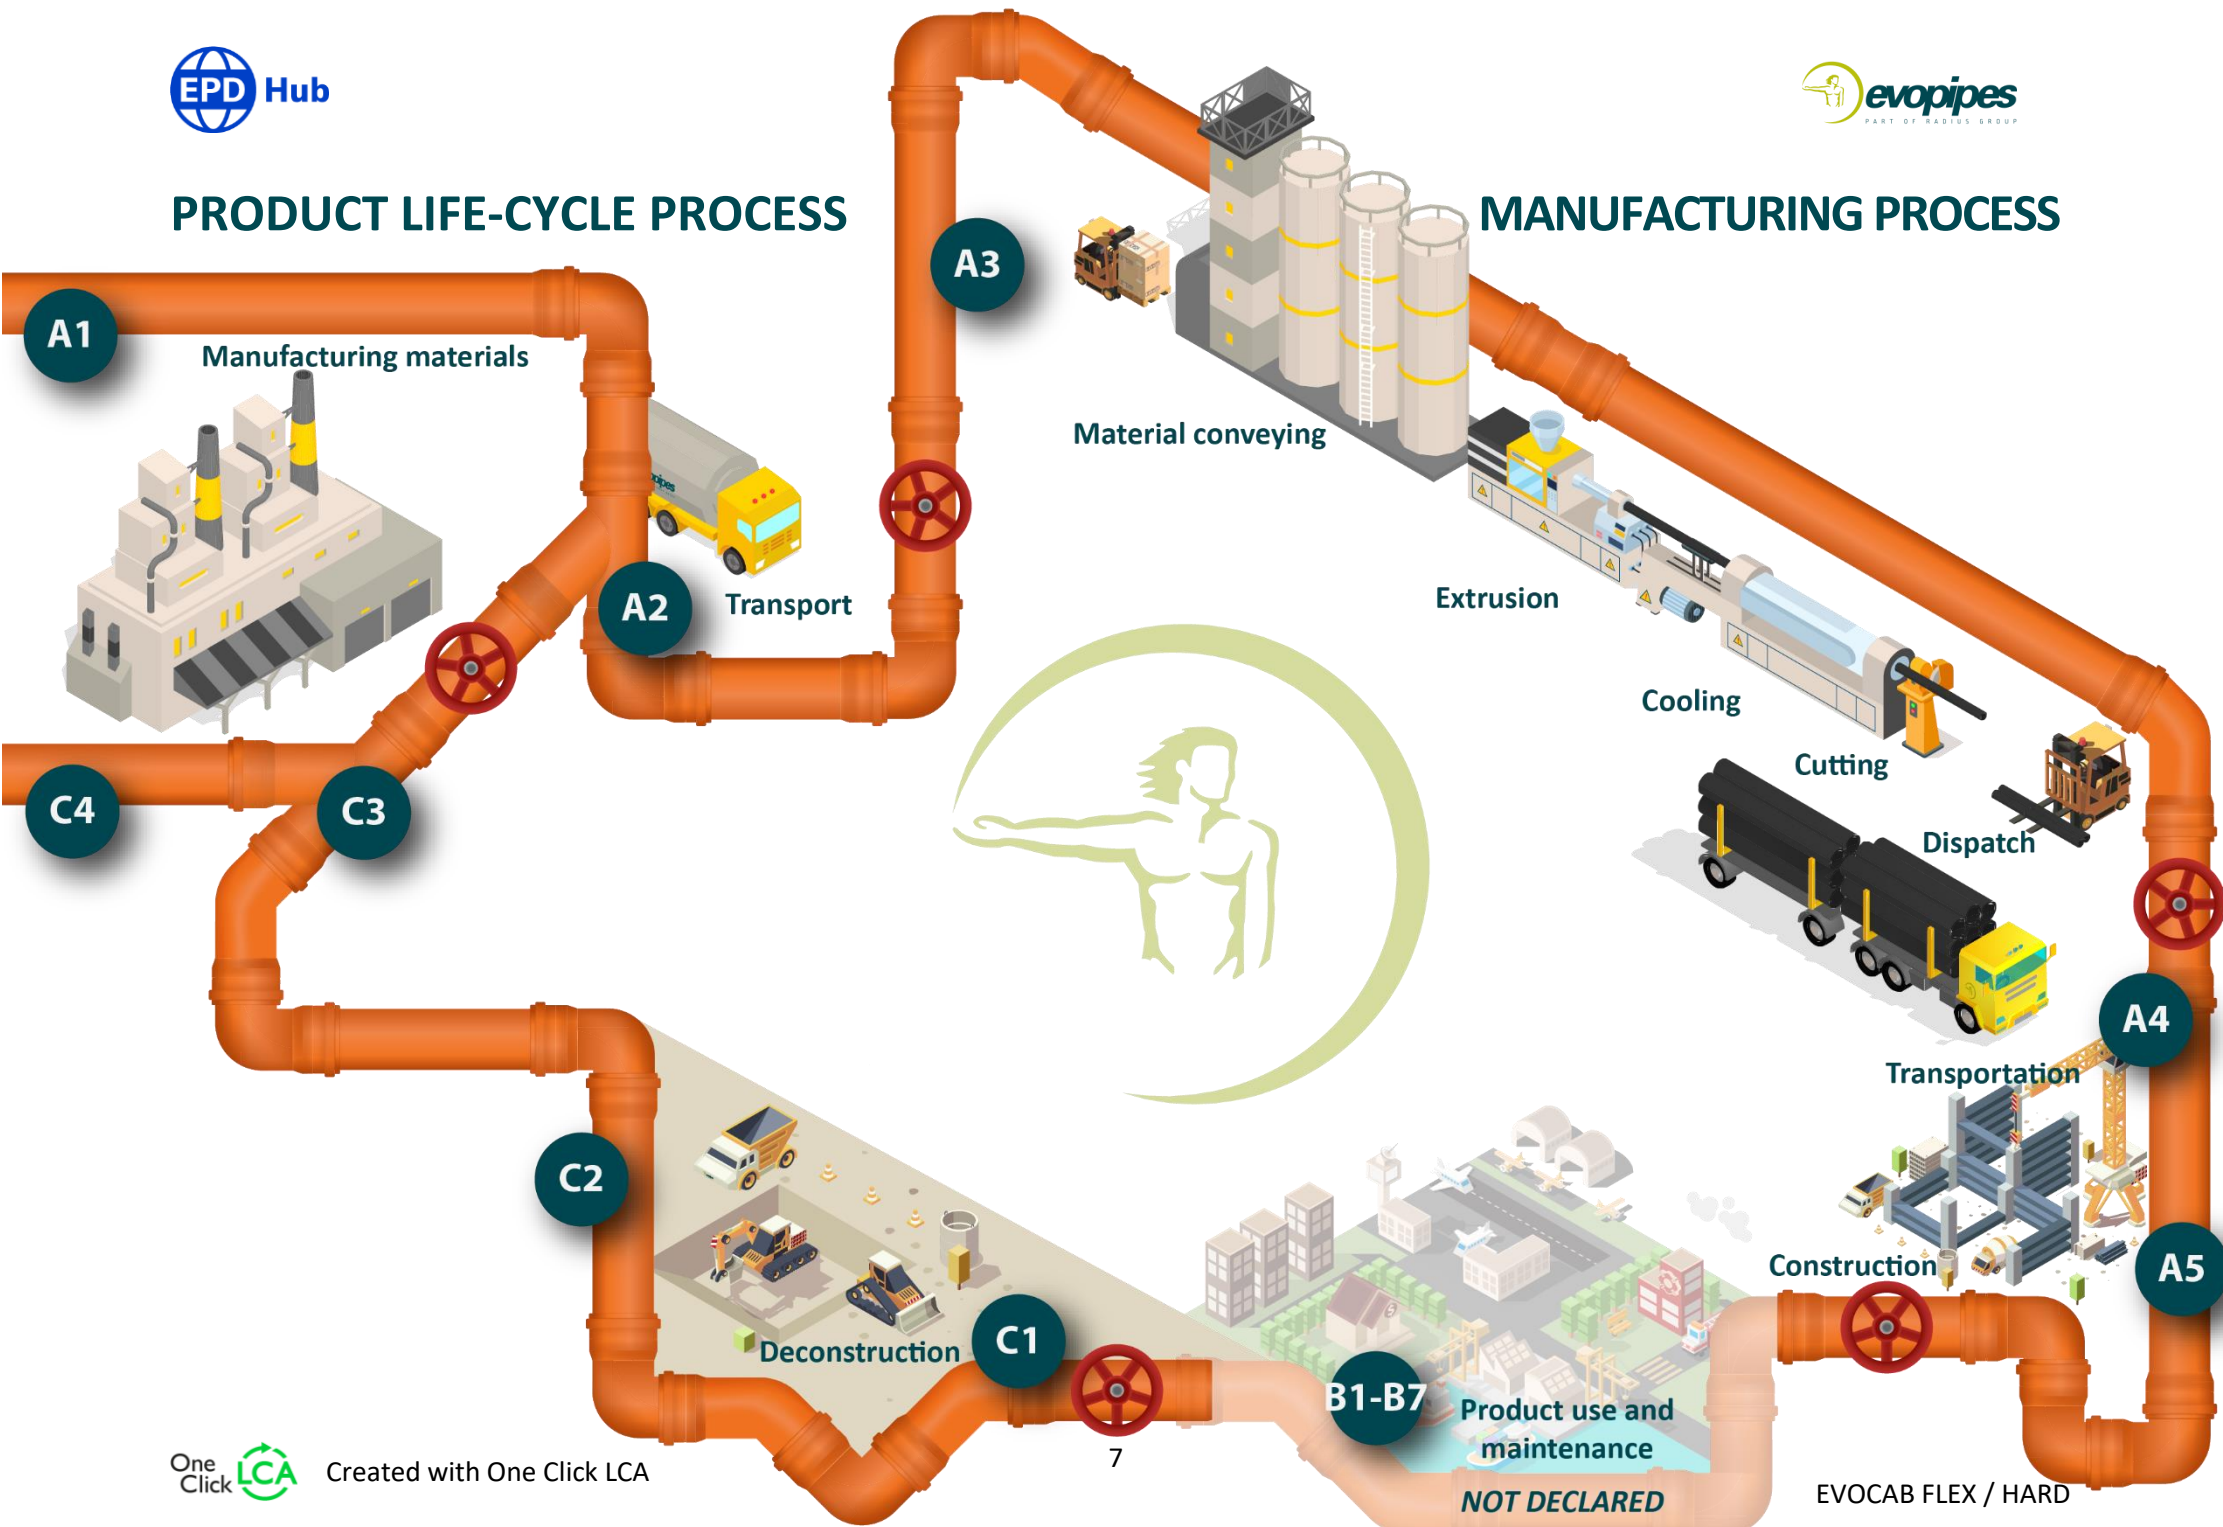 EPD Hub
evopipes
PART OF RADIUS GROUP
PRODUCT LIFE-CYCLE PROCESS
MANUFACTURING PROCESS
A1
Manufacturing materials
A2
Transport
A3
Material conveying
Extrusion
Cooling
Cutting
Dispatch
A4
Transportation
A5
Construction
B1-B7
Product use and
maintenance
NOT DECLARED
C1
Deconstruction
C2
C3
C4
One
Click LCA
Created with One Click LCA
7
EVOCAB FLEX / HARD